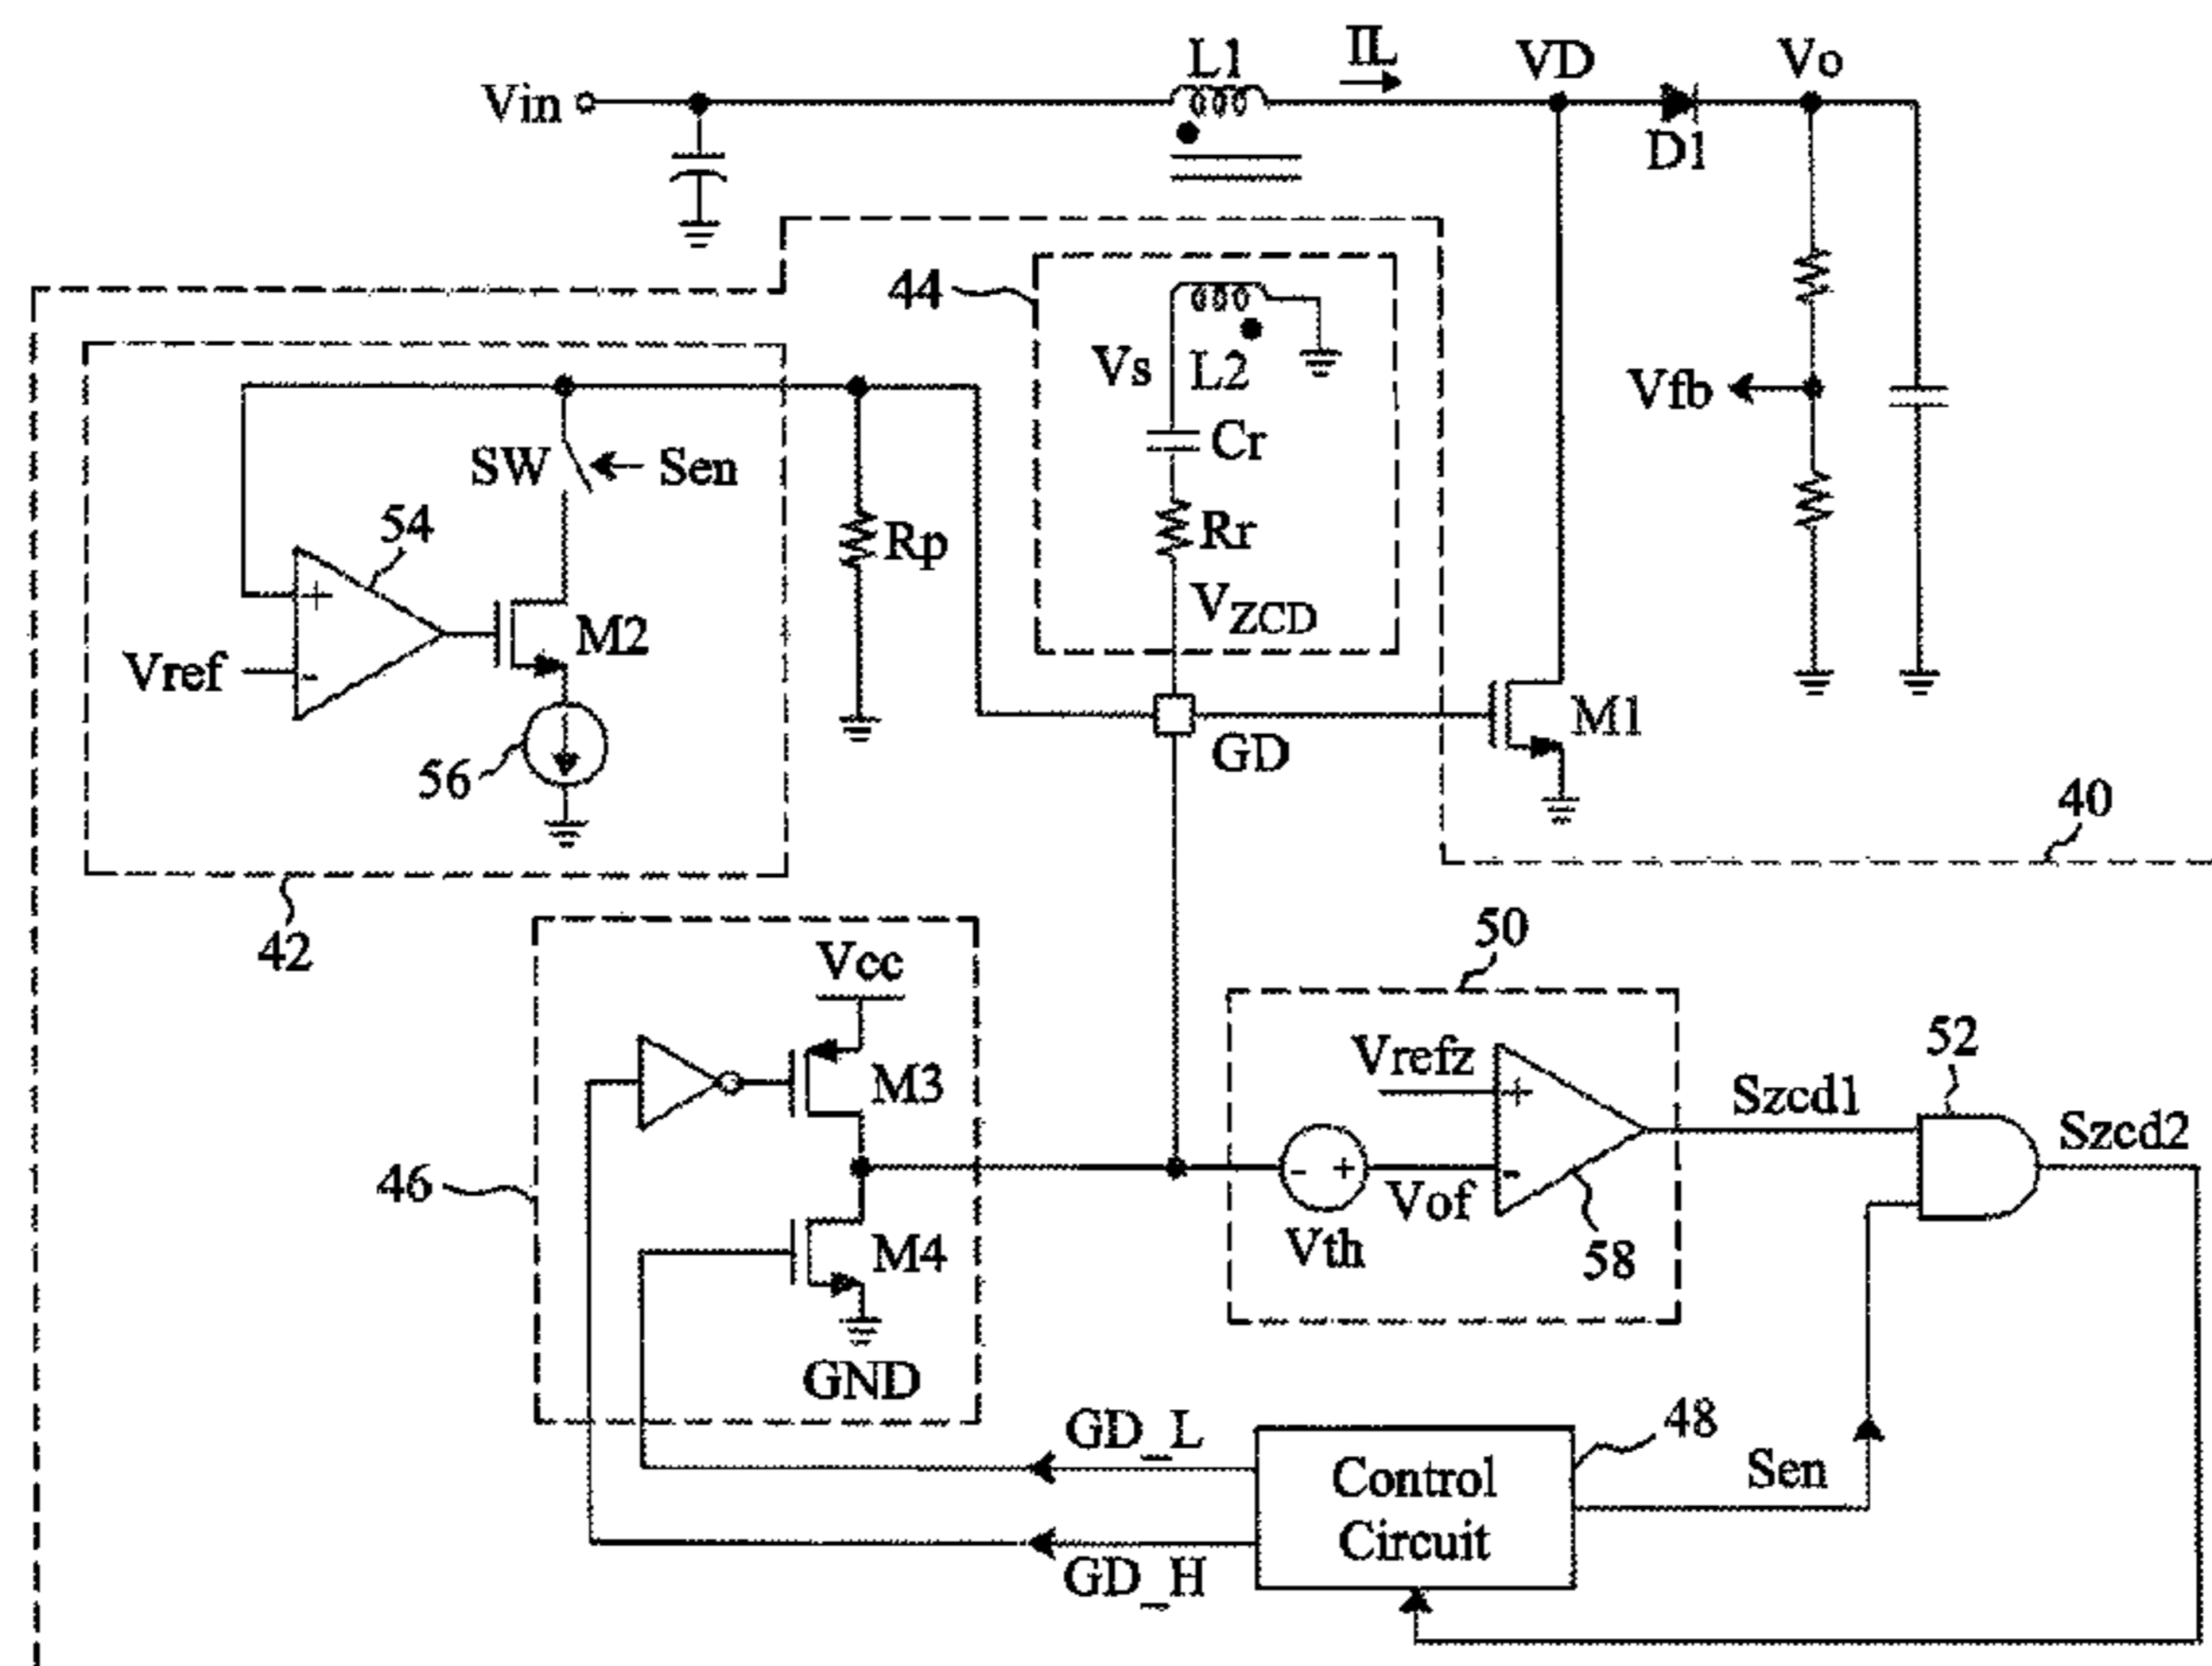 Vin
L1
IL
VD
Vo
D1
44
Vs
L2
Vfb
Cr
SW
Sen
54
Rp
Rr
VZCD
+
M2
Vref
-
M1
GD
56
40
42
50
Vcc
52
Vrefz
+
M3
Szcd1
Szcd2
46
-
+
-
Vof
M4
Vth
58
GND
GD_L
48
Control
Circuit
Sen
GD_H